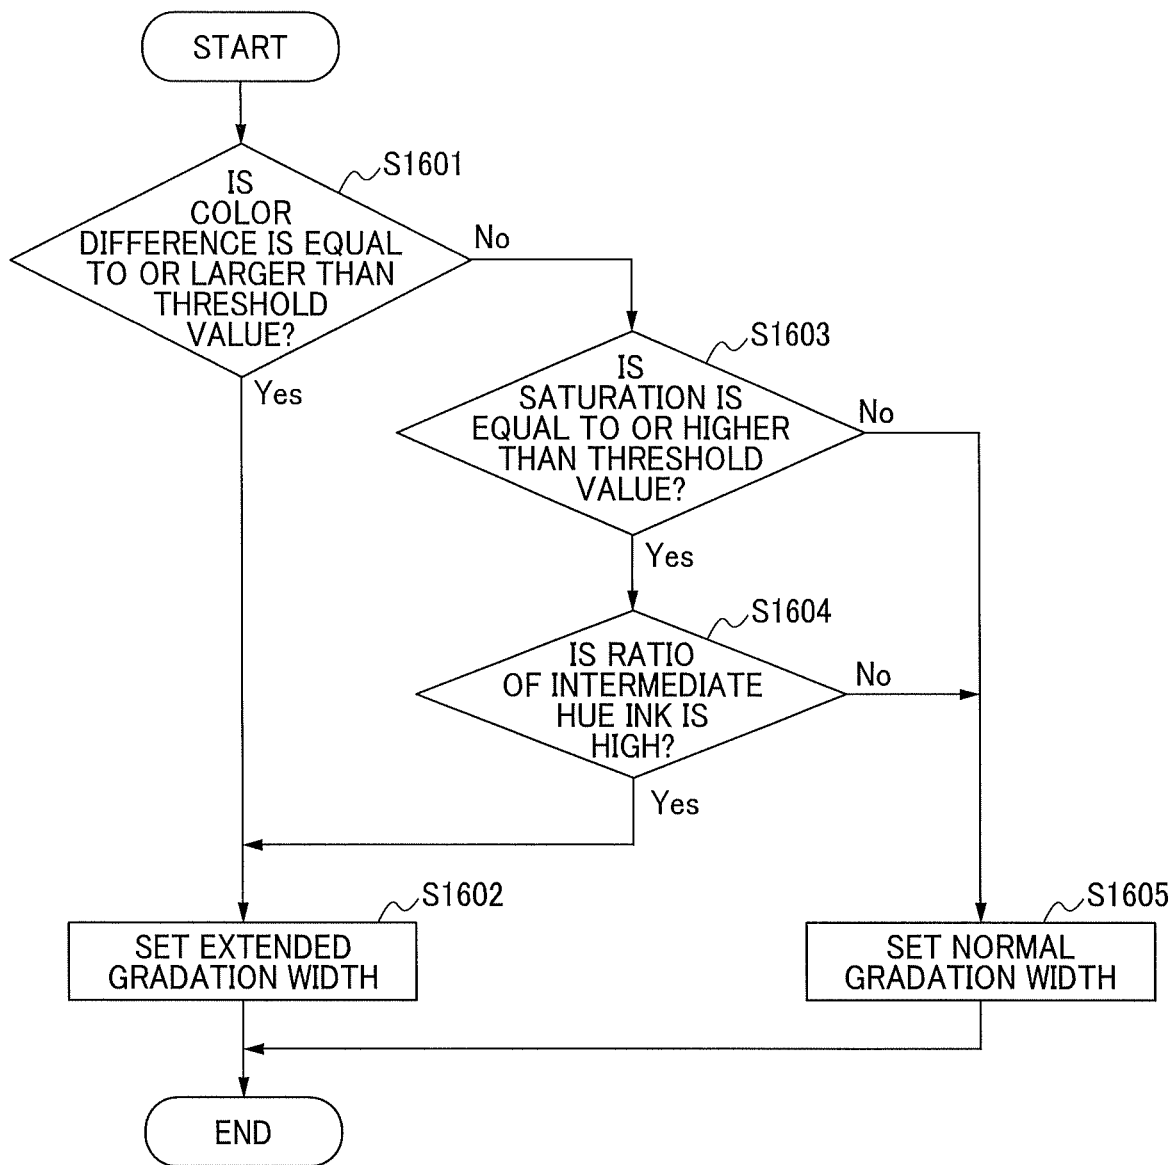 START
S1601
IS
COLOR
DIFFERENCE IS EQUAL
TO OR LARGER THAN
THRESHOLD
VALUE?
No
Yes
S1603
IS
SATURATION IS
EQUAL TO OR HIGHER
THAN THRESHOLD
VALUE?
No
Yes
S1604
IS RATIO
OF INTERMEDIATE
HUE INK IS
HIGH?
No
Yes
S1602
SET EXTENDED
GRADATION WIDTH
S1605
SET NORMAL
GRADATION WIDTH
END